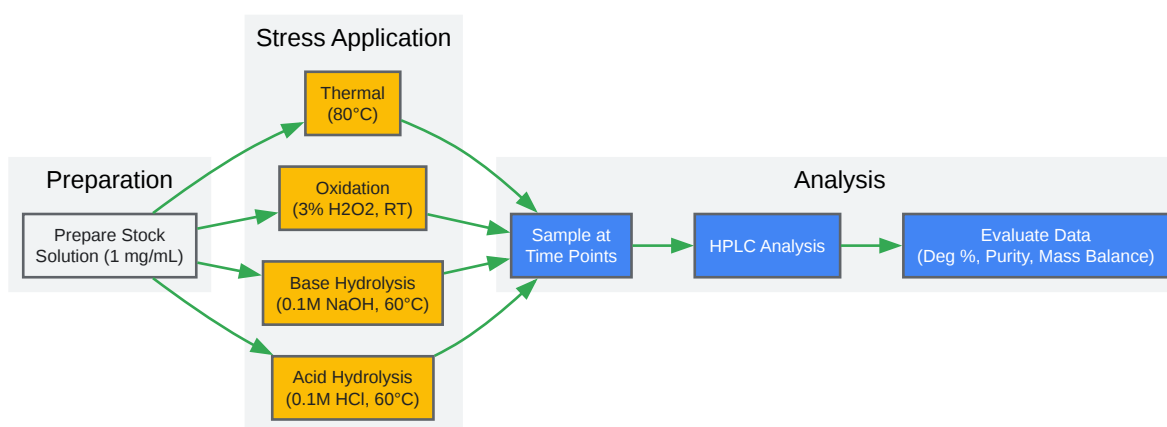 Preparation
Prepare Stock
Solution (1 mg/mL)
Stress Application
Thermal
(80°C)
Oxidation
(3% H2O2, RT)
Base Hydrolysis
(0.1M NaOH, 60°C)
Acid Hydrolysis
(0.1M HCl, 60°C)
Analysis
Sample at
Time Points
HPLC Analysis
Evaluate Data
(Deg %, Purity, Mass Balance)